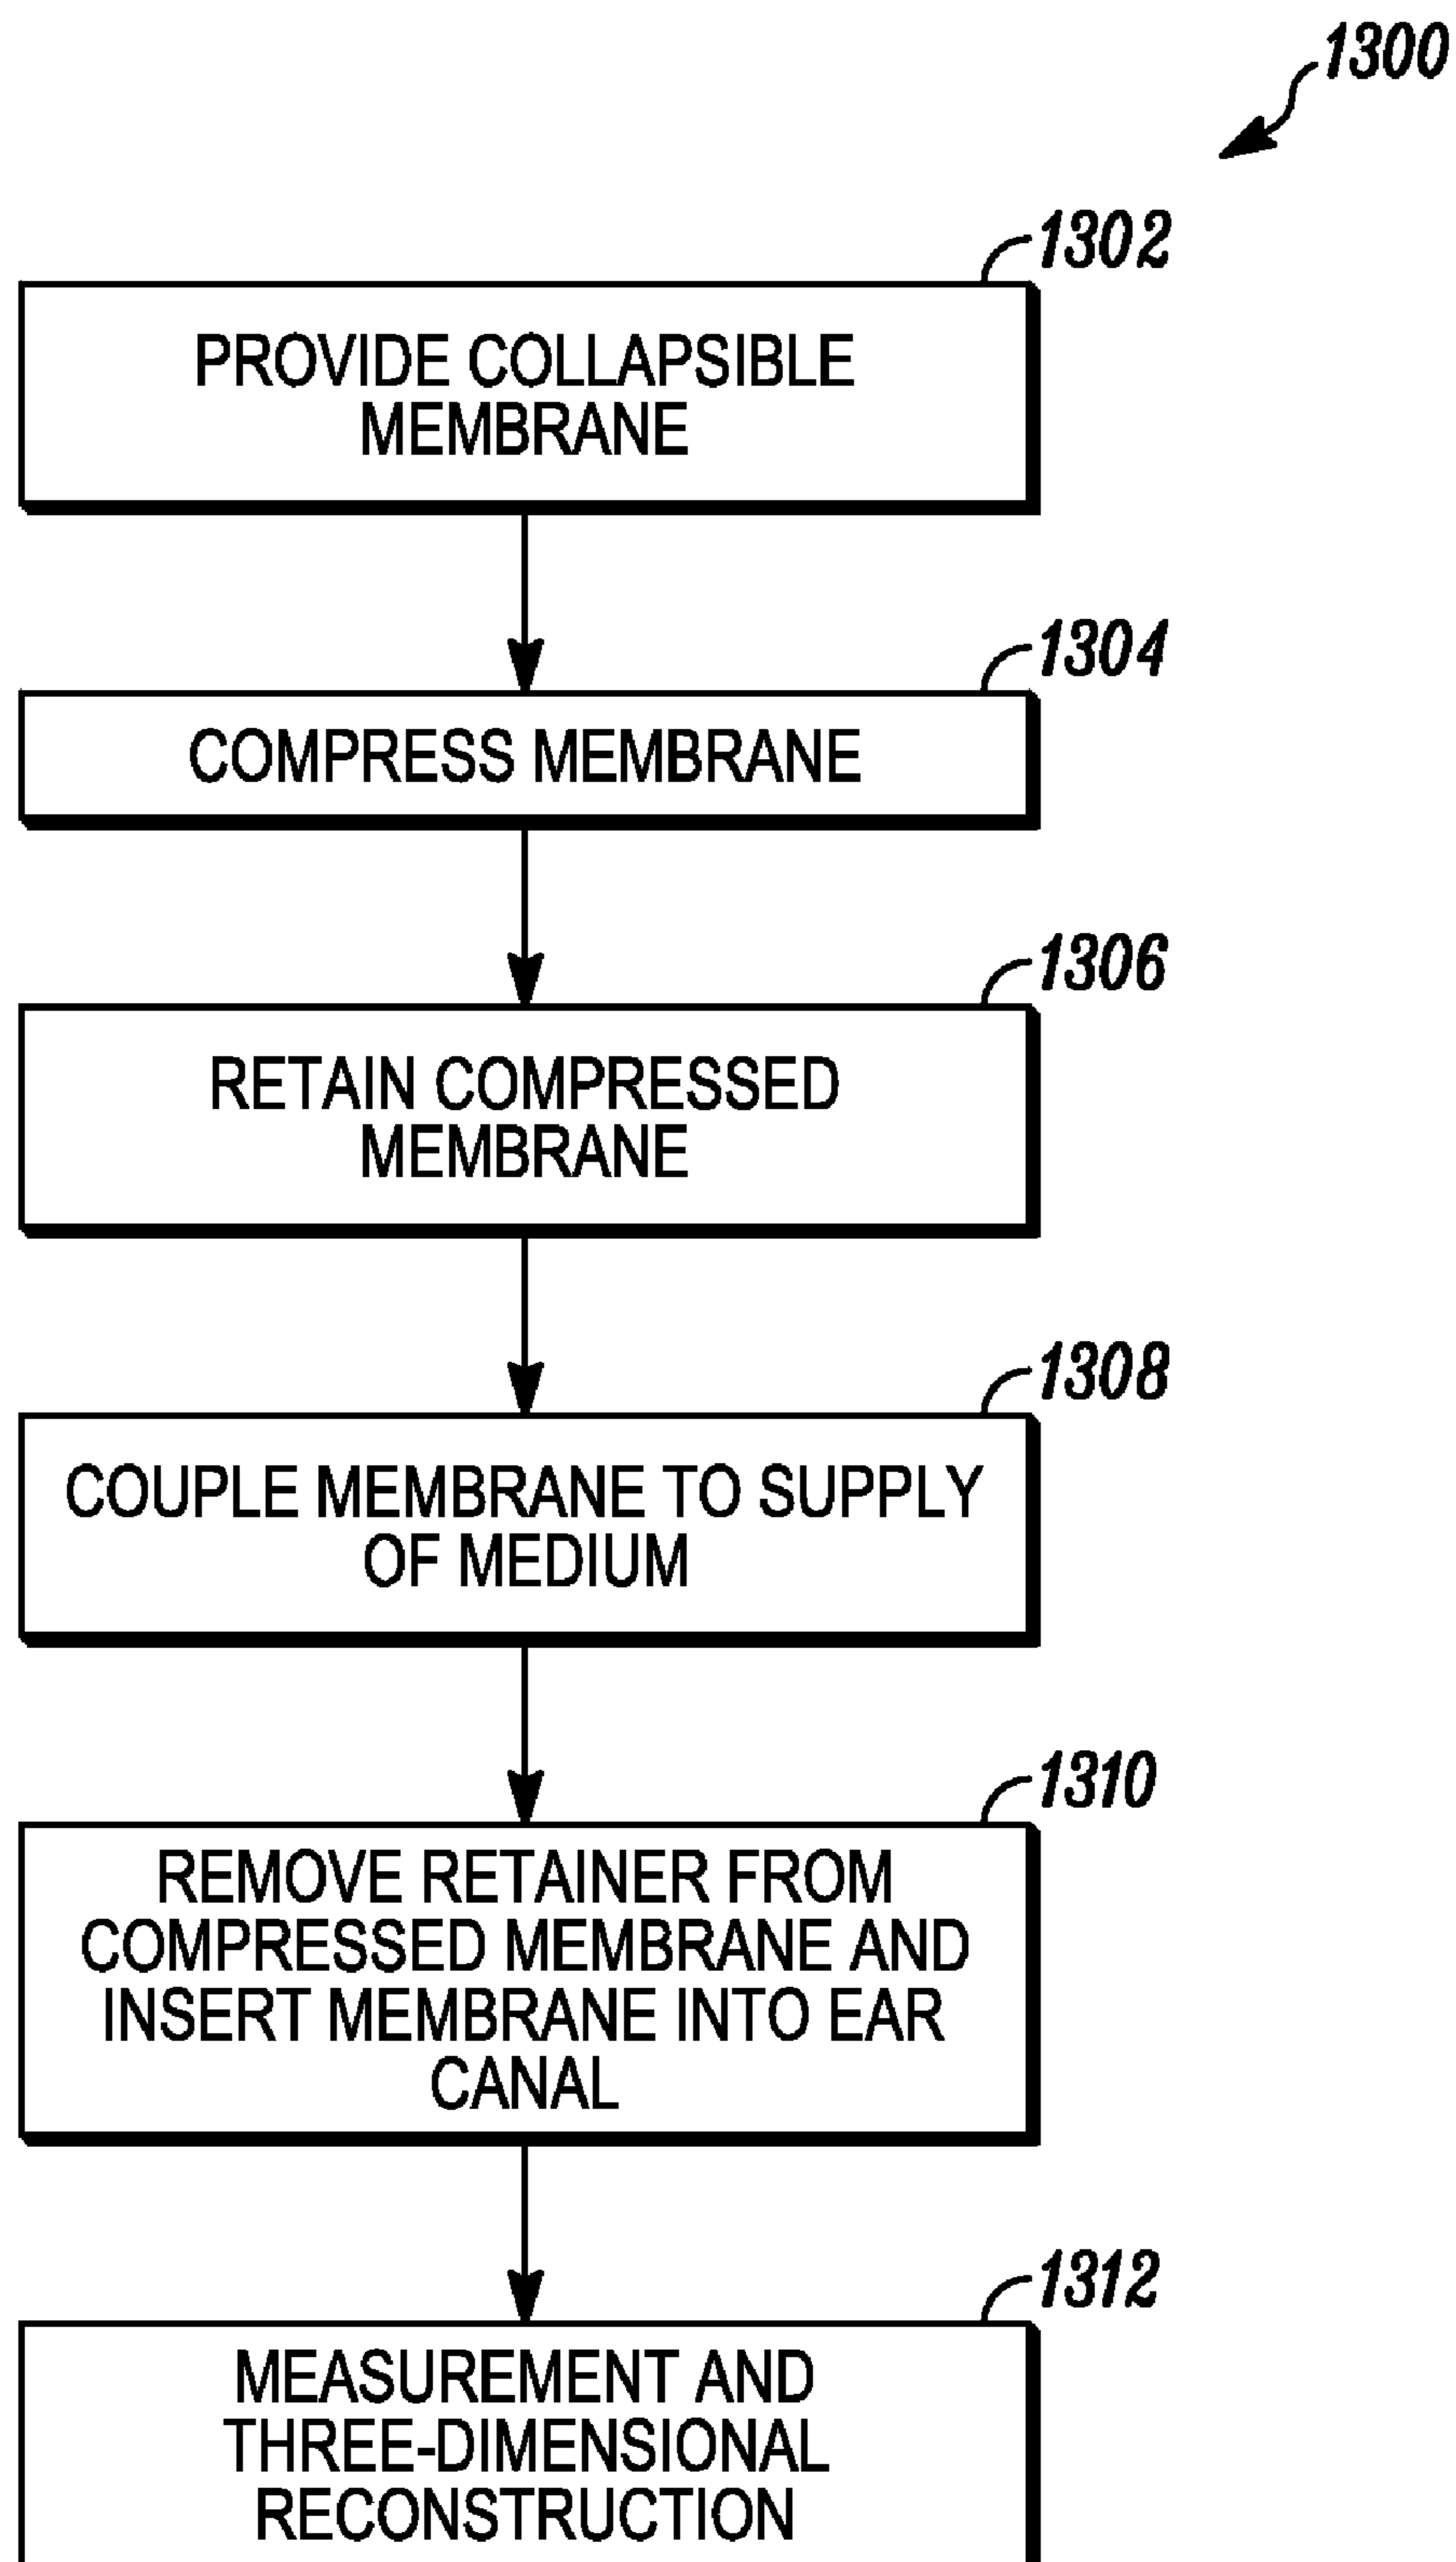 1300
1302
PROVIDE COLLAPSIBLE
MEMBRANE
1304
COMPRESS MEMBRANE
1306
RETAIN COMPRESSED
MEMBRANE
1308
COUPLE MEMBRANE TO SUPPLY
OF MEDIUM
1310
REMOVE RETAINER FROM
COMPRESSED MEMBRANE AND
INSERT MEMBRANE INTO EAR
CANAL
1312
MEASUREMENT AND
THREE-DIMENSIONAL
RECONSTRUCTION